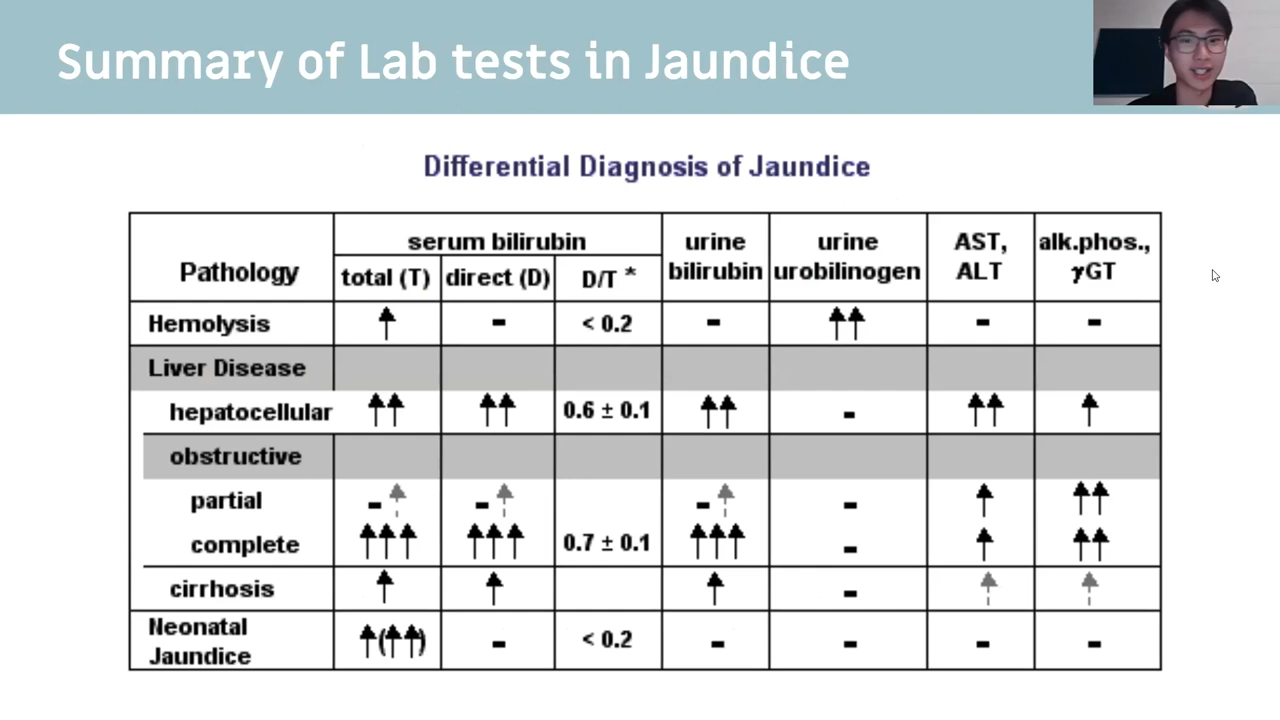 Summary of Lab tests in Jaundice
Differential Diagnosis of Jaundice
Pathology
serum bilirubin
total (T) direct (D) D/T *
urine
bilirubin
urine
urobilinogen
AST,
ALT
alk.phos.,
γGT
Hemolysis ↑ - < 0.2 - ↑↑ - -
Liver Disease
hepatocellular ↑↑ ↑↑ 0.6 ± 0.1 ↑↑ - ↑↑ ↑
obstructive
partial -↑ -↑ -↑ - ↑ ↑↑
complete ↑↑↑ ↑↑↑ 0.7 ± 0.1 ↑↑↑ - ↑ ↑↑
cirrhosis ↑ ↑ ↑ - ↑ ↑
Neonatal
Jaundice ↑(↑↑) - < 0.2 - - - -